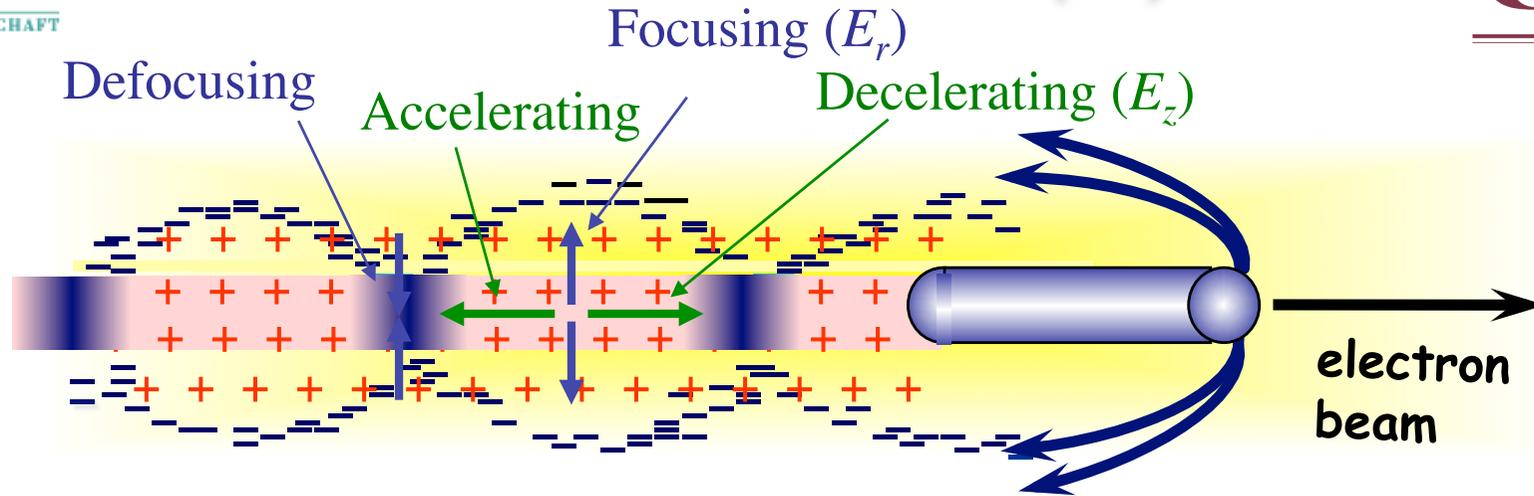 CHAFT
Focusing (E_r)
Defocusing
Accelerating
Decelerating (E_z)
electron
beam